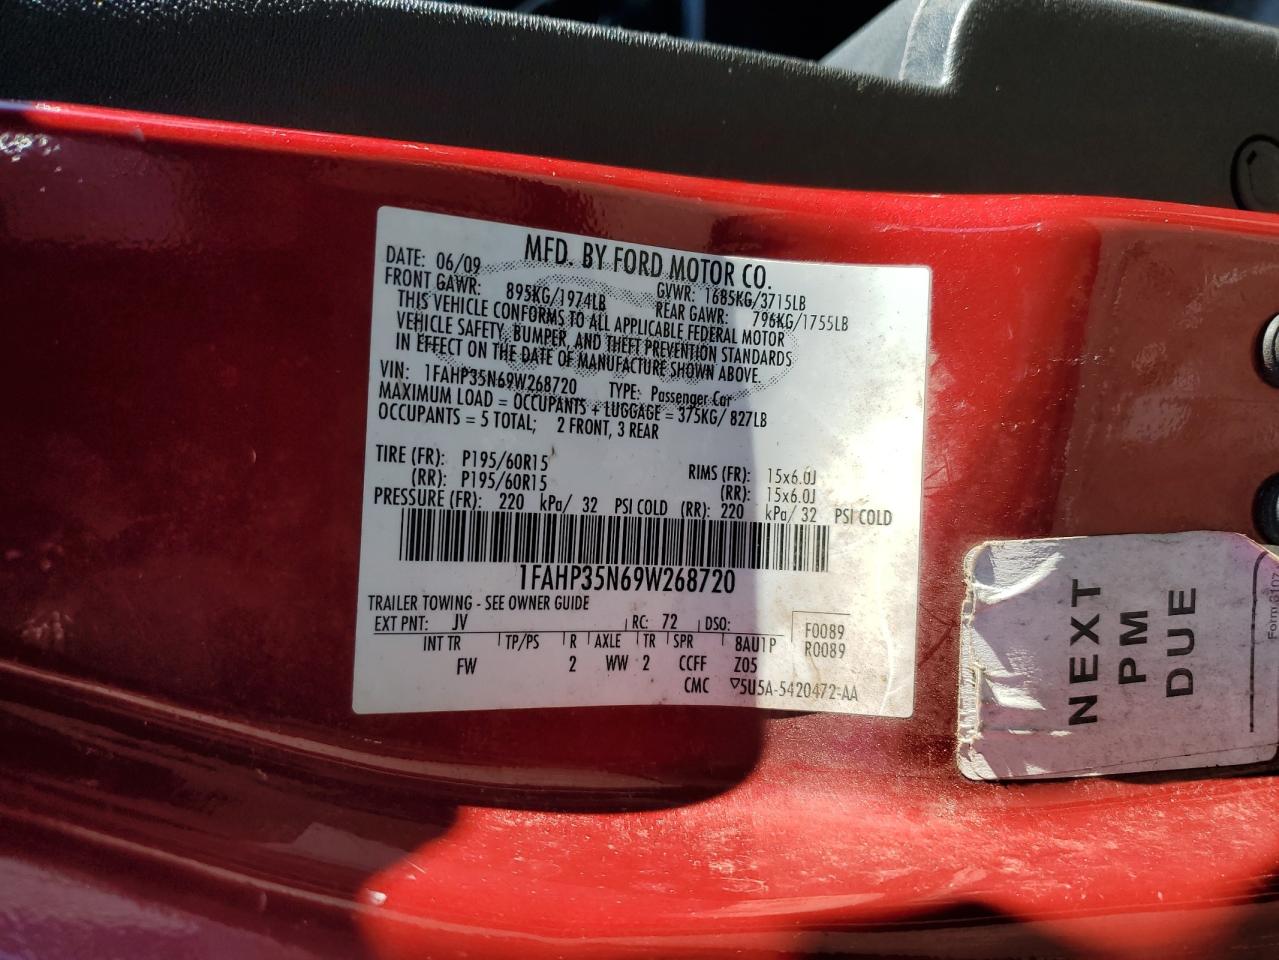 MFD. BY FORD MOTOR CO.
DATE: 06/09 GVWR: 1685KG/3715LB
FRONT GAWR: 895KG/1974LB REAR GAWR: 796KG/1755LB
THIS VEHICLE CONFORMS TO ALL APPLICABLE FEDERAL MOTOR
VEHICLE SAFETY, BUMPER, AND THEFT PREVENTION STANDARDS
IN EFFECT ON THE DATE OF MANUFACTURE SHOWN ABOVE.
VIN: 1FAHP35N69W268720 TYPE: Passenger Car
MAXIMUM LOAD = OCCUPANTS + LUGGAGE = 375KG/ 827LB
OCCUPANTS = 5 TOTAL; 2 FRONT, 3 REAR
TIRE (FR): P195/60R15 RIMS (FR): 15x6.0J
(RR): P195/60R15 (RR): 15x6.0J
PRESSURE (FR): 220 kPa/ 32 PSI COLD (RR): 220 kPa/ 32 PSI COLD
1FAHP35N69W268720
TRAILER TOWING - SEE OWNER GUIDE
EXT PNT: JV RC: 72 DSO: F0089
INT TR TP/PS R AXLE TR SPR BAU1P R0089
FW 2 WW 2 CCFF Z05
CMC ▽5U5A-5420472-AA
NEXT
PM
DUE